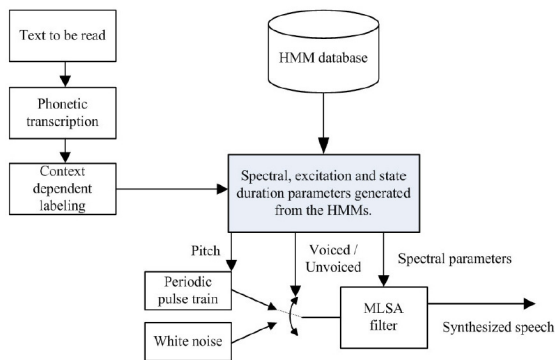 Text to be read
Phonetic
transcription
Context
dependent
labeling
HMM database
Spectral, excitation and state
duration parameters generated
from the HMMs.
Pitch
Voiced /
Unvoiced
Spectral parameters
Periodic
pulse train
White noise
MLSA
filter
Synthesized speech